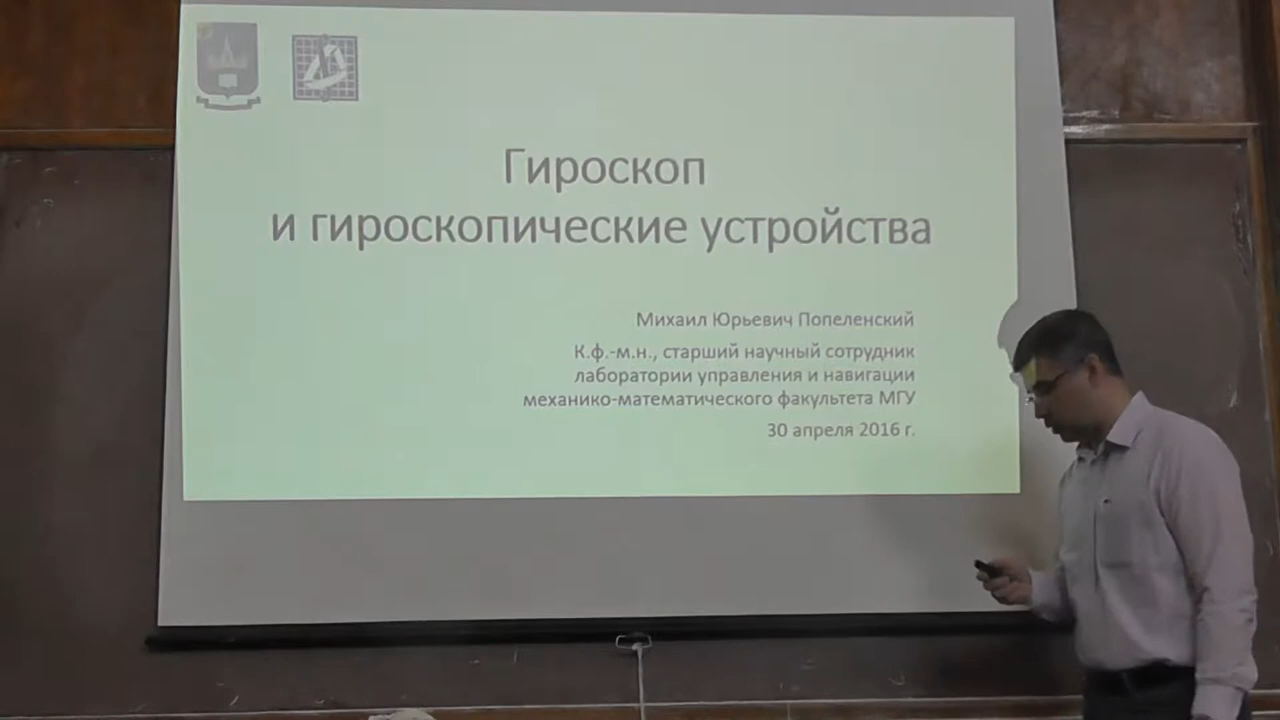 Гироскоп
и гироскопические устройства
Михаил Юрьевич Попеленский
К.ф.-м.н., старший научный сотрудник
лаборатории управления и навигации
механико-математического факультета МГУ
30 апреля 2016 г.